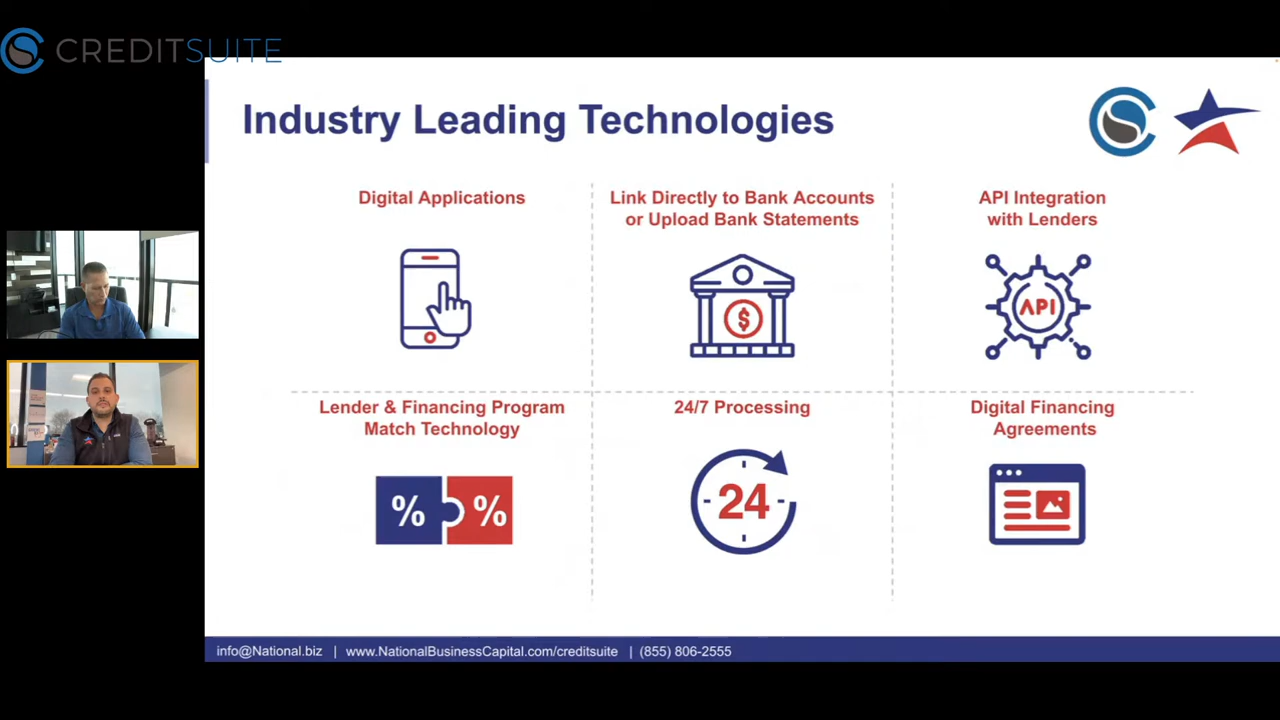 CREDITSUITE
Industry Leading Technologies
Digital Applications
Link Directly to Bank Accounts
or Upload Bank Statements
API Integration
with Lenders
API
Lender & Financing Program
Match Technology
24/7 Processing
Digital Financing
Agreements
% %
24
info@National.biz | www.NationalBusinessCapital.com/creditsuite | (855) 806-2555